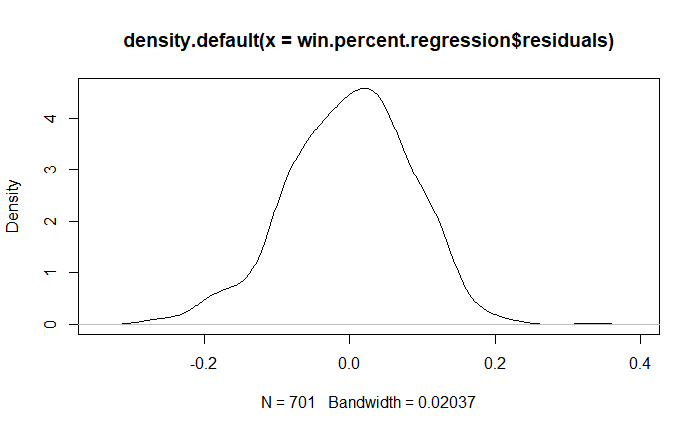 density.default(x = win.percent.regression$residuals)
Density
4
3
2
1
0
-0.2 0.0 0.2 0.4
N = 701 Bandwidth = 0.02037